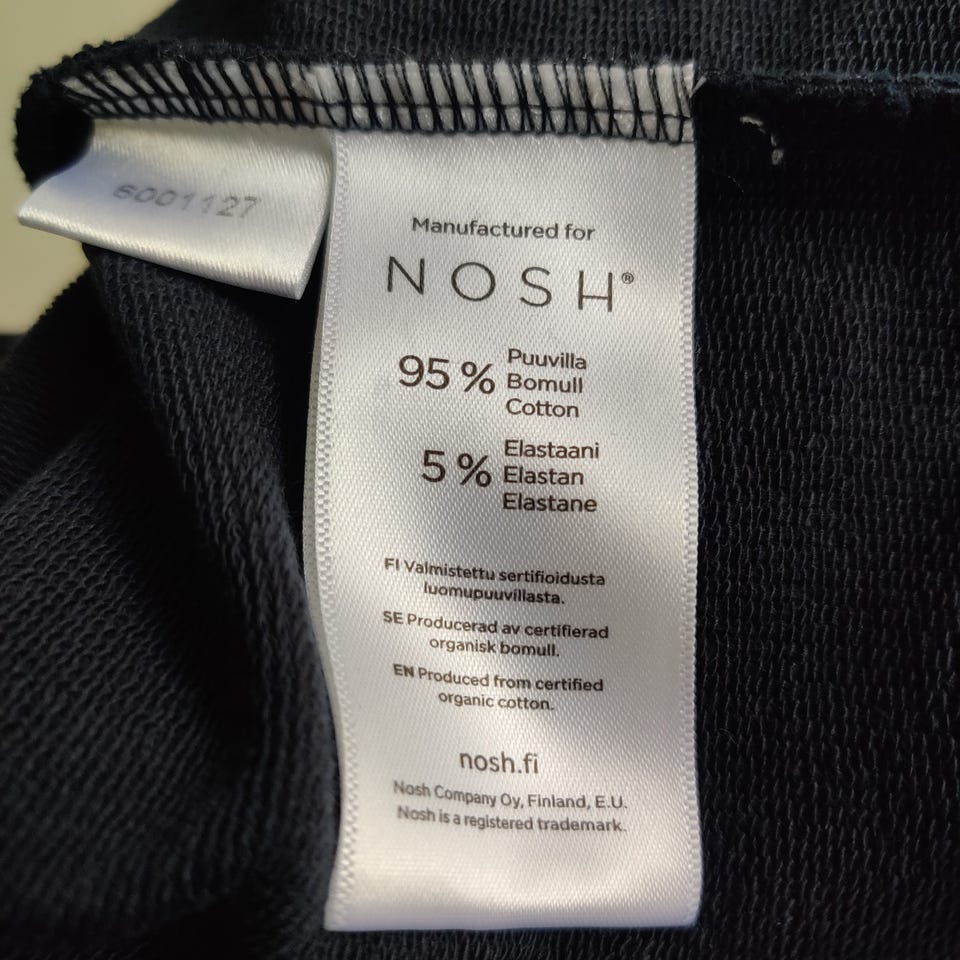 6001127
Manufactured for
NOSH®
95 % Puuvilla
Bomull
Cotton
5 % Elastaani
Elastan
Elastane
FI Valmistettu sertifioidusta
luomupuuvillasta.
SE Producerad av certifierad
organisk bomull.
EN Produced from certified
organic cotton.
nosh.fi
Nosh Company Oy, Finland, E.U.
Nosh is a registered trademark.